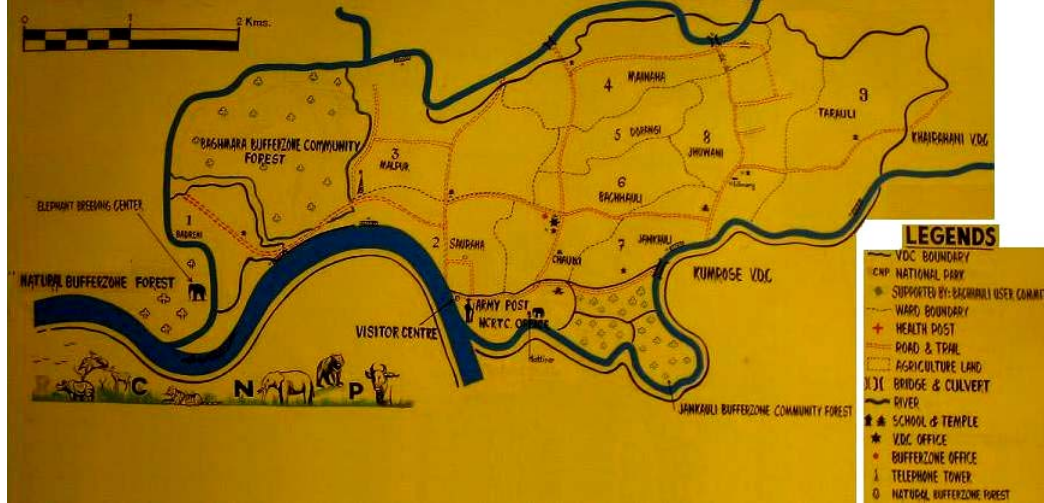 0 1 2 Kms.
4 MAINAHA
9
TARAULI
5 DORANGI
8
JHUWANI
KHAIRAHANI VDC
BAGHMARA BUFFERZONE COMMUNITY
FOREST
3
MALPUR
6
BACHHAULI
ELEPHANT BREEDING CENTER
1
BADRENI
2 SAURAHA
7 JANKAULI
CHAUBIS
KUMROSE VDC
NATURAL BUFFERZONE FOREST
VISITOR CENTRE
ARMY POST
NCRTC. OFFICE
JANKAULI BUFFERZONE COMMUNITY FOREST
R C N P
LEGENDS
VDC BOUNDARY
CNP NATIONAL PARK
SUPPORTED BY: BACHHAULI USER COMMIT
WARD BOUNDARY
HEALTH POST
ROAD & TRAIL
AGRICULTURE LAND
BRIDGE & CULVERT
RIVER
SCHOOL & TEMPLE
V.D.C OFFICE
BUFFERZONE OFFICE
TELEPHONE TOWER
NATURAL BUFFERZONE FOREST